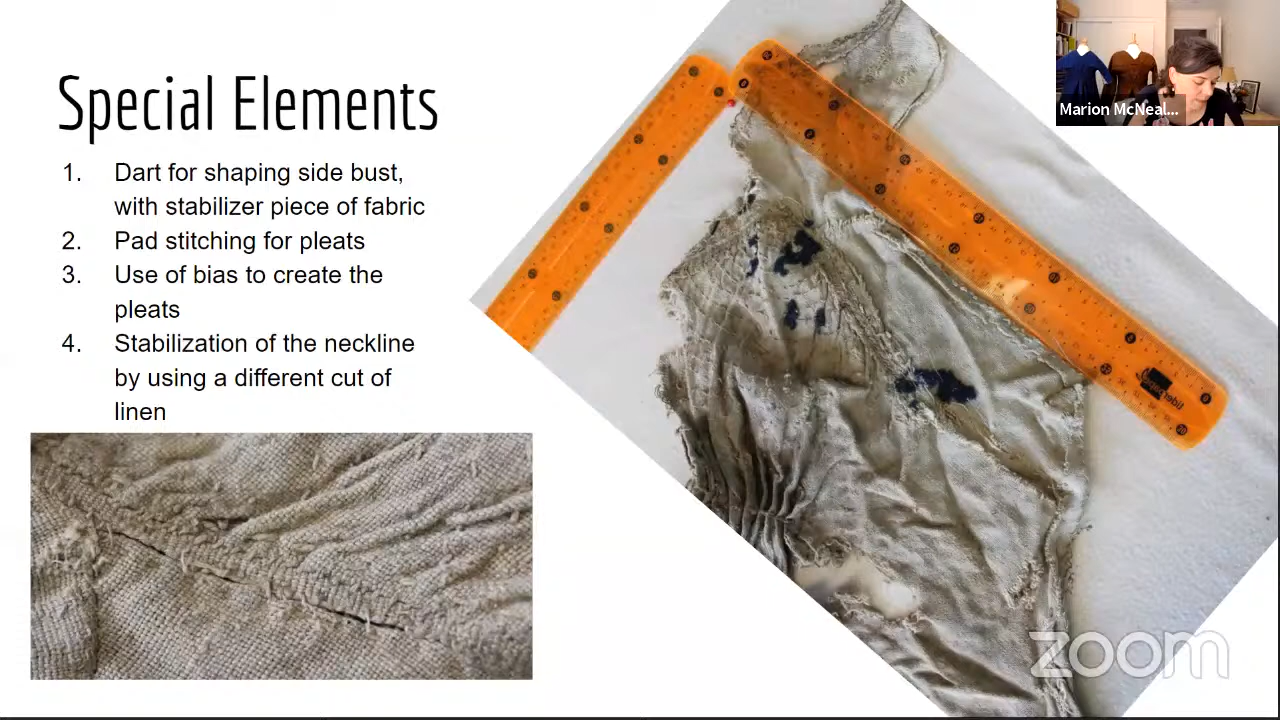 Special Elements
1. Dart for shaping side bust,
with stabilizer piece of fabric
2. Pad stitching for pleats
3. Use of bias to create the
pleats
4. Stabilization of the neckline
by using a different cut of
linen
Marion McNeal...
zoom